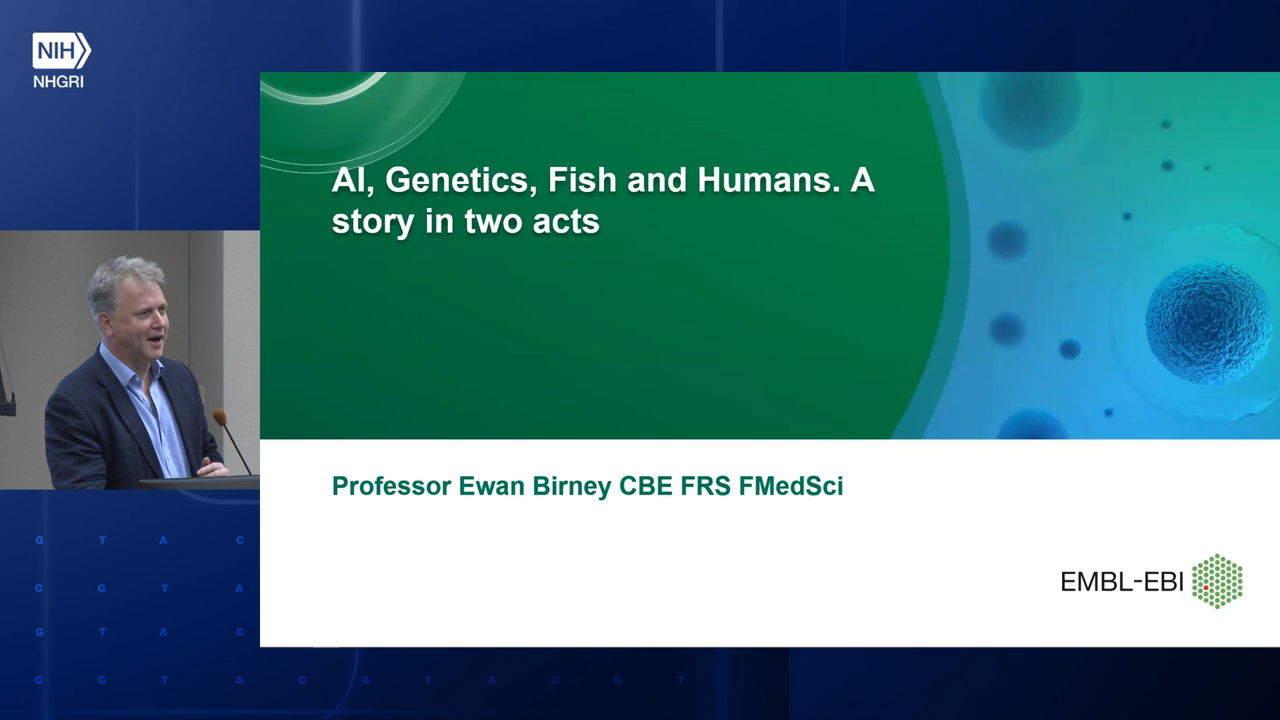 NIH
NHGRI
AI, Genetics, Fish and Humans. A
story in two acts
Professor Ewan Birney CBE FRS FMedSci
EMBL-EBI
G T A C
C G T A
G T A C
C G T A C G T A C G T